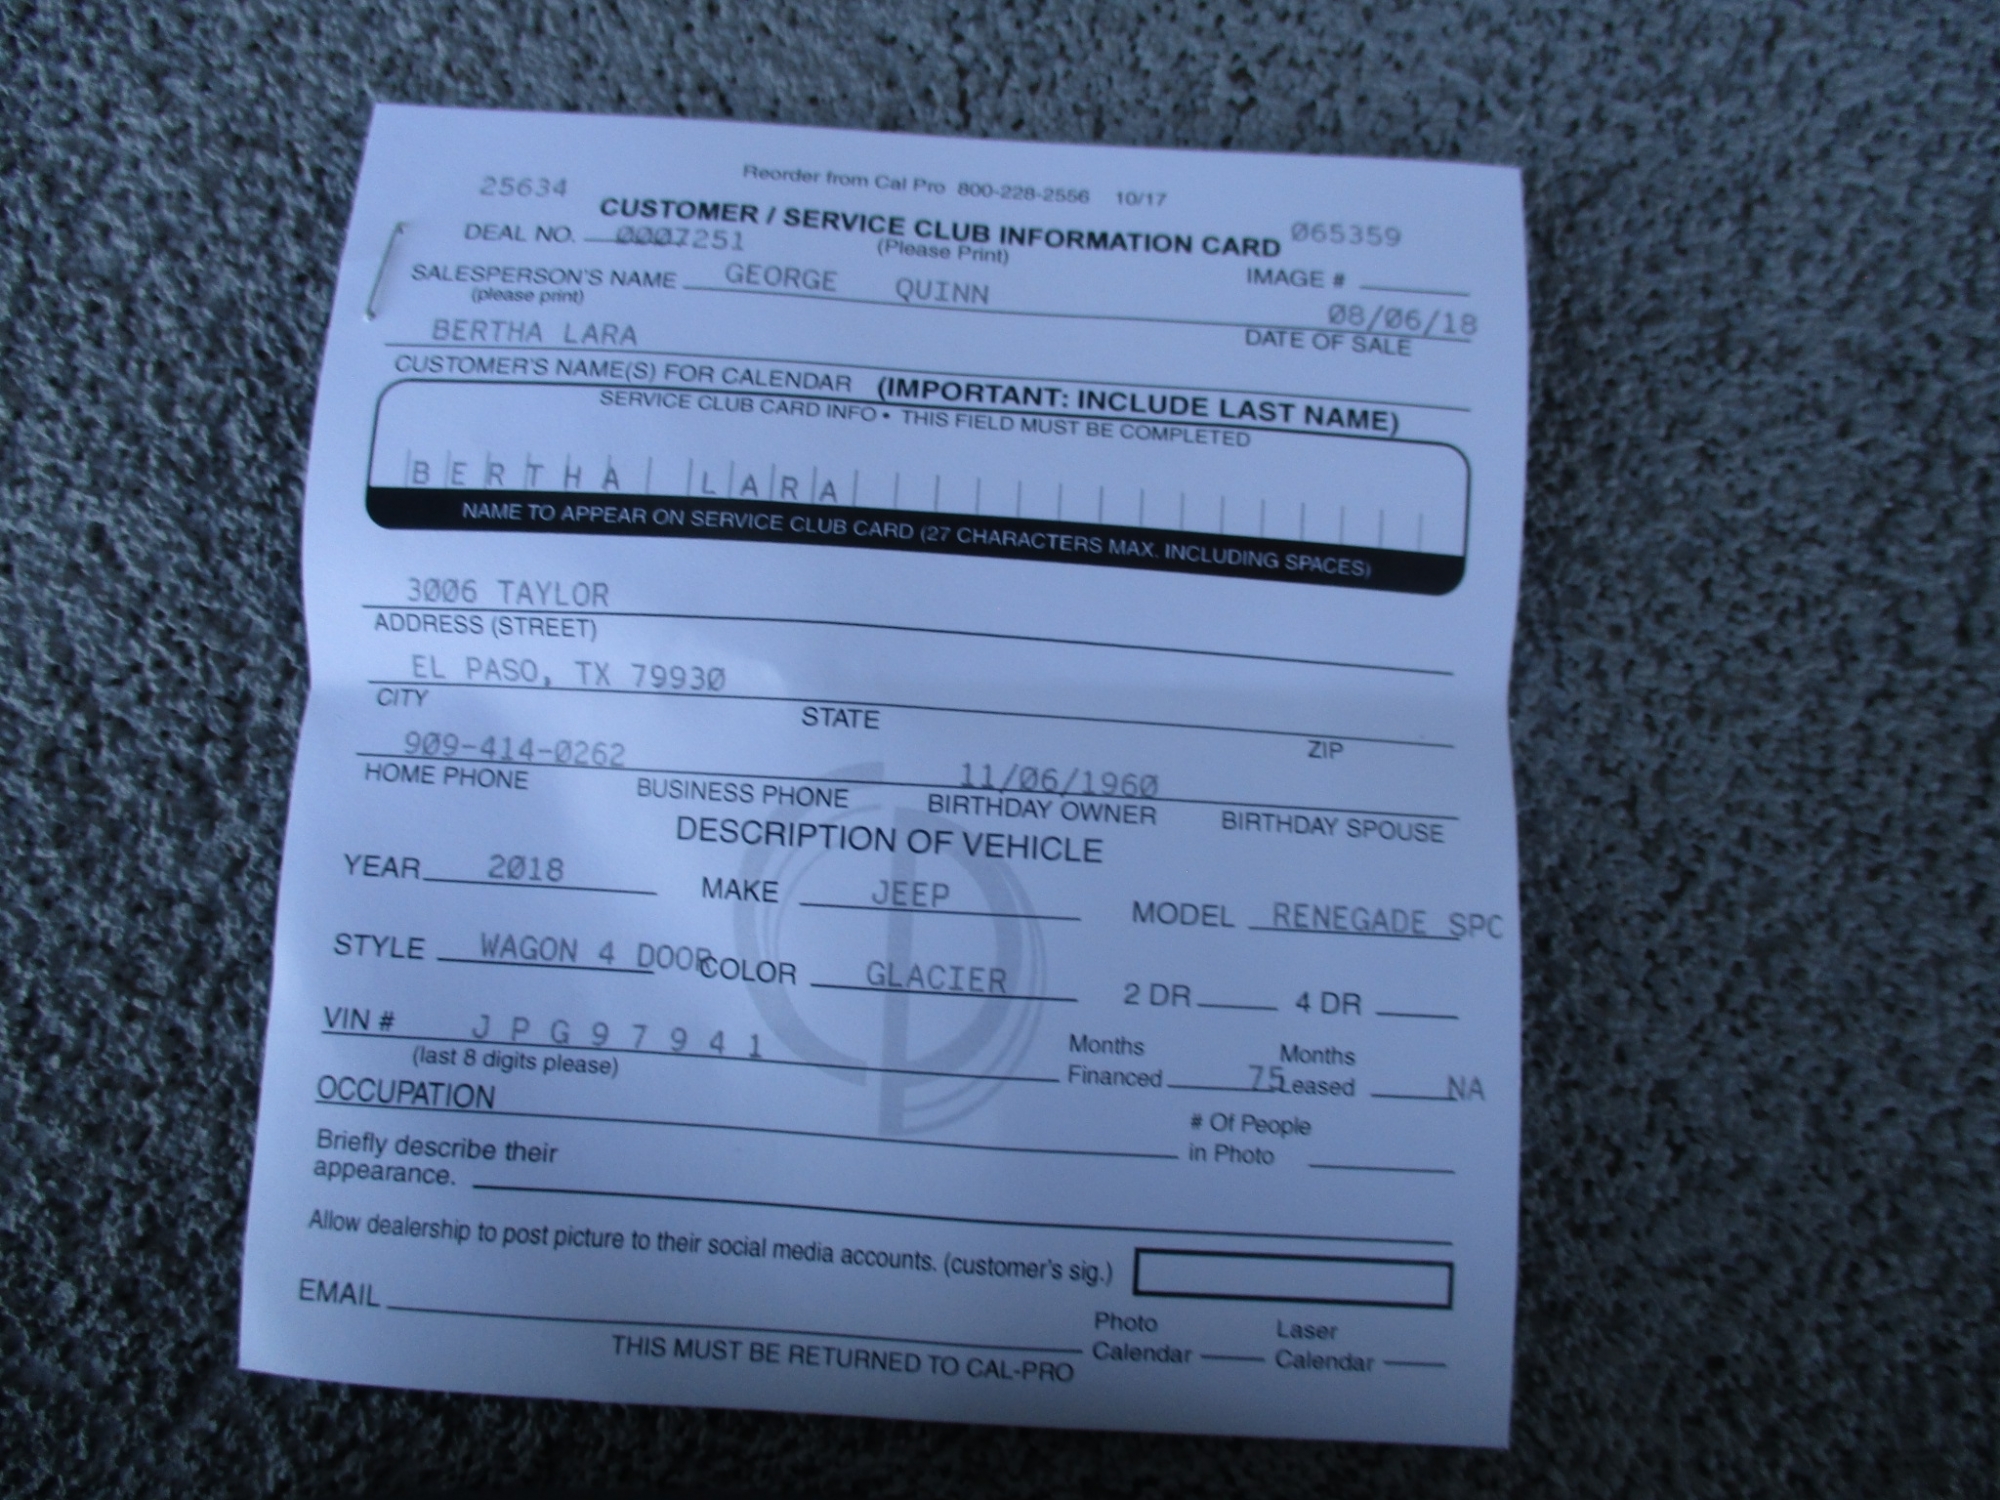 Reorder from Cal Pro 800-228-2556 10/17
25634
CUSTOMER / SERVICE CLUB INFORMATION CARD 065359
DEAL NO. 0007251 (Please Print)
SALESPERSON'S NAME GEORGE QUINN IMAGE #
(please print) 08/06/18
BERTHA LARA DATE OF SALE
CUSTOMER'S NAME(S) FOR CALENDAR (IMPORTANT: INCLUDE LAST NAME)
SERVICE CLUB CARD INFO • THIS FIELD MUST BE COMPLETED
BERTHA LARA
NAME TO APPEAR ON SERVICE CLUB CARD (27 CHARACTERS MAX. INCLUDING SPACES)
3006 TAYLOR
ADDRESS (STREET)
EL PASO, TX 79930
CITY STATE ZIP
909-414-0262 11/06/1960
HOME PHONE BUSINESS PHONE BIRTHDAY OWNER BIRTHDAY SPOUSE
DESCRIPTION OF VEHICLE
YEAR 2018 MAKE JEEP MODEL RENEGADE SPC
STYLE WAGON 4 DOOR COLOR GLACIER 2 DR 4 DR
VIN # J P G 9 7 9 4 1 Months Months
(last 8 digits please) Financed 75 Leased NA
OCCUPATION # Of People
in Photo
Briefly describe their
appearance.
Allow dealership to post picture to their social media accounts. (customer's sig.)
EMAIL Photo Laser
Calendar Calendar
THIS MUST BE RETURNED TO CAL-PRO